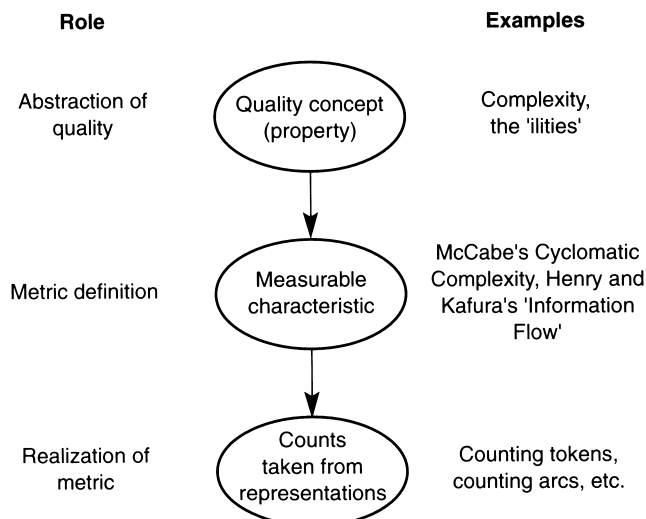 Role
Examples
Abstraction of
quality
Quality concept
(property)
Complexity,
the 'ilities'
Metric definition
Measurable
characteristic
McCabe's Cyclomatic
Complexity, Henry and
Kafura's 'Information
Flow'
Realization of
metric
Counts
taken from
representations
Counting tokens,
counting arcs, etc.